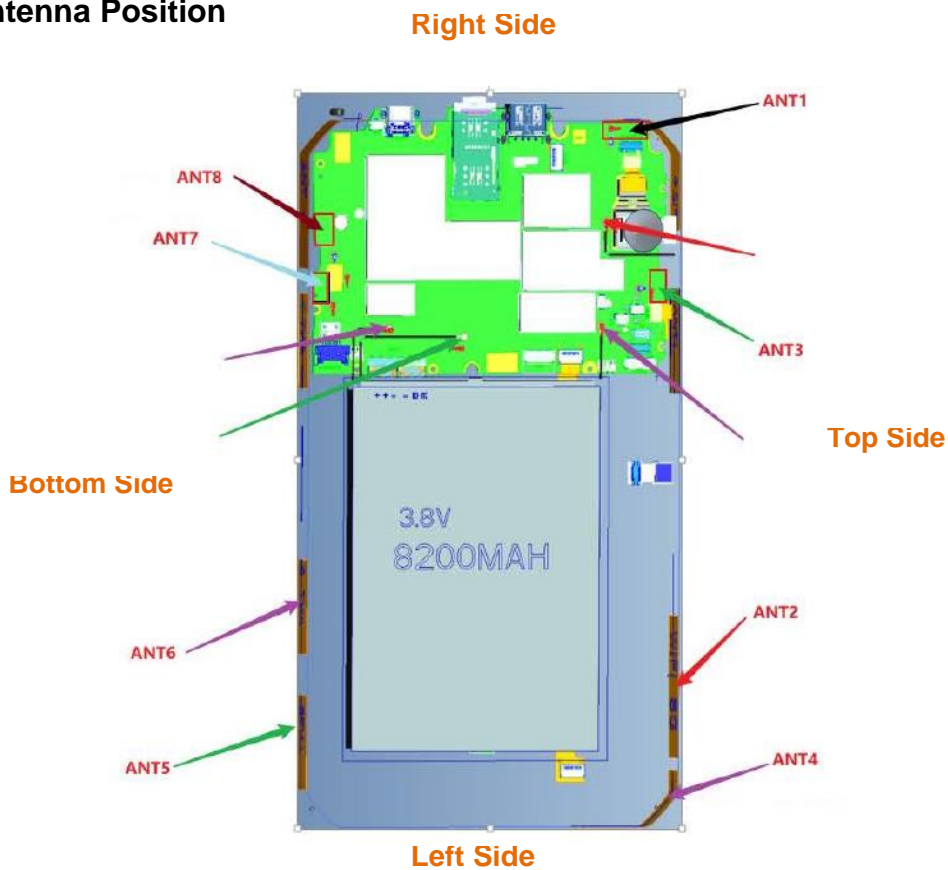 ntenna Position
Right Side
ANT1
ANT8
ANT7
ANT3
Top Side
Bottom Side
3.8V
8200MAH
ANT2
ANT6
ANT5
ANT4
Left Side